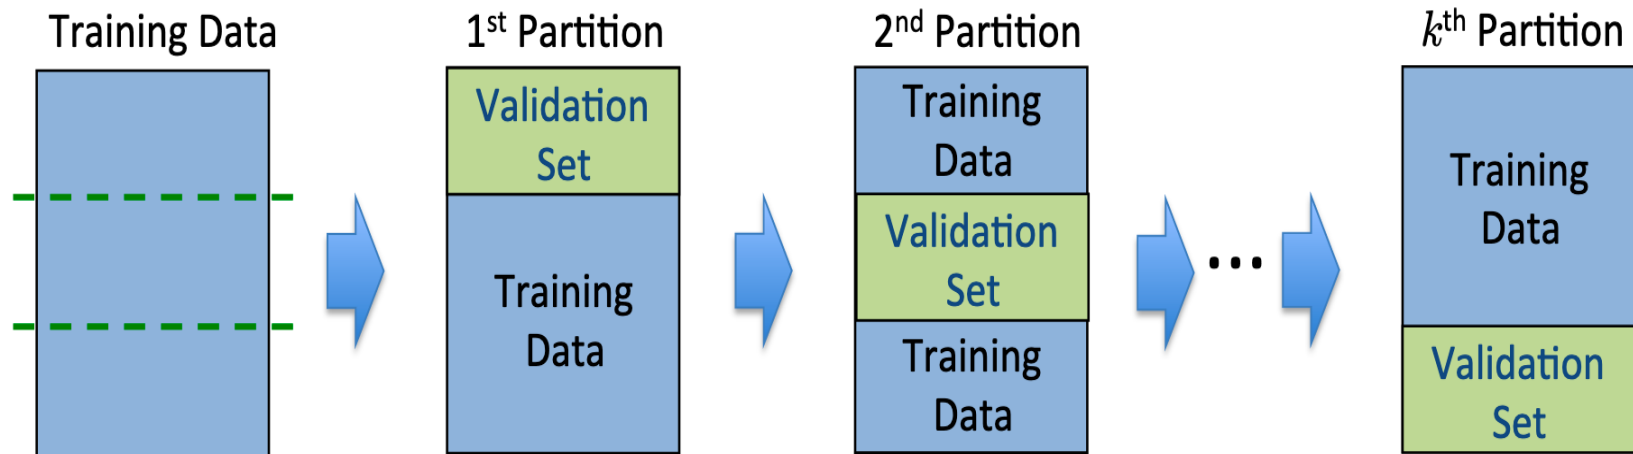 Training Data
1st Partition
Validation
Set
Training
Data
2nd Partition
Training
Data
Validation
Set
Training
Data
...
kth Partition
Training
Data
Validation
Set